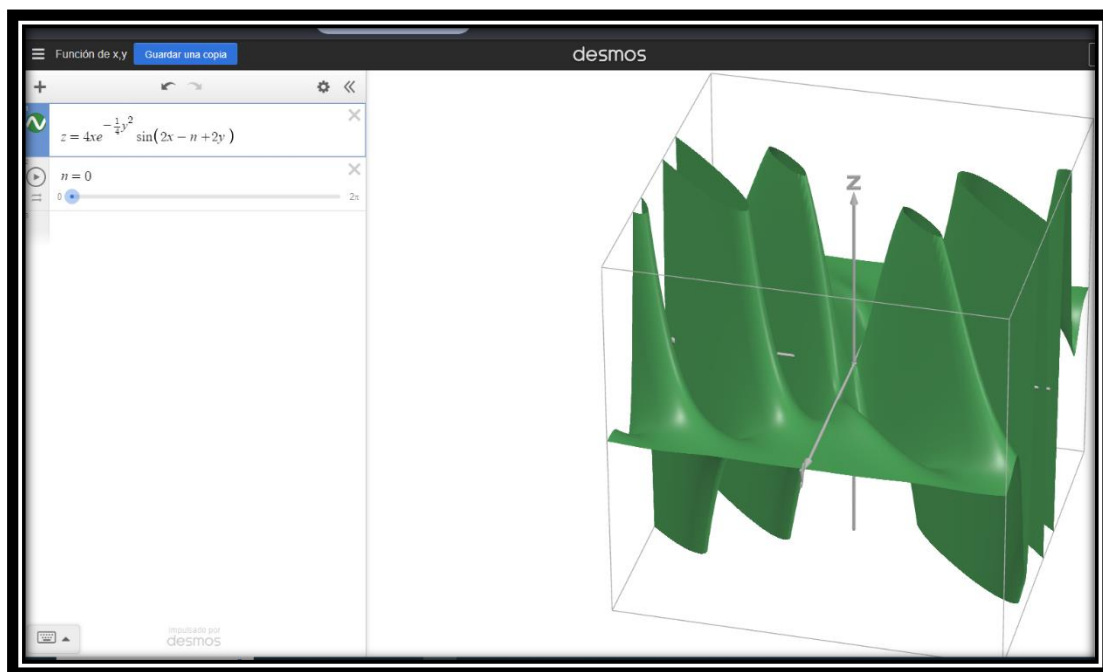 Función de x,y Guardar una copia desmos
z = 4xe^{-\frac{1}{4}y^2} sin(2x − n +2y )
n = 0
0 2π
z
impulsado por
desmos